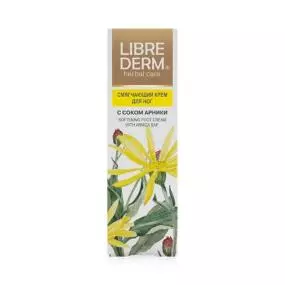 LIBRE
DERM®
herbal care
СМЯГЧАЮЩИЙ КРЕМ
ДЛЯ НОГ
С СОКОМ АРНИКИ
SOFTENING FOOT CREAM
WITH ARNICA SAP